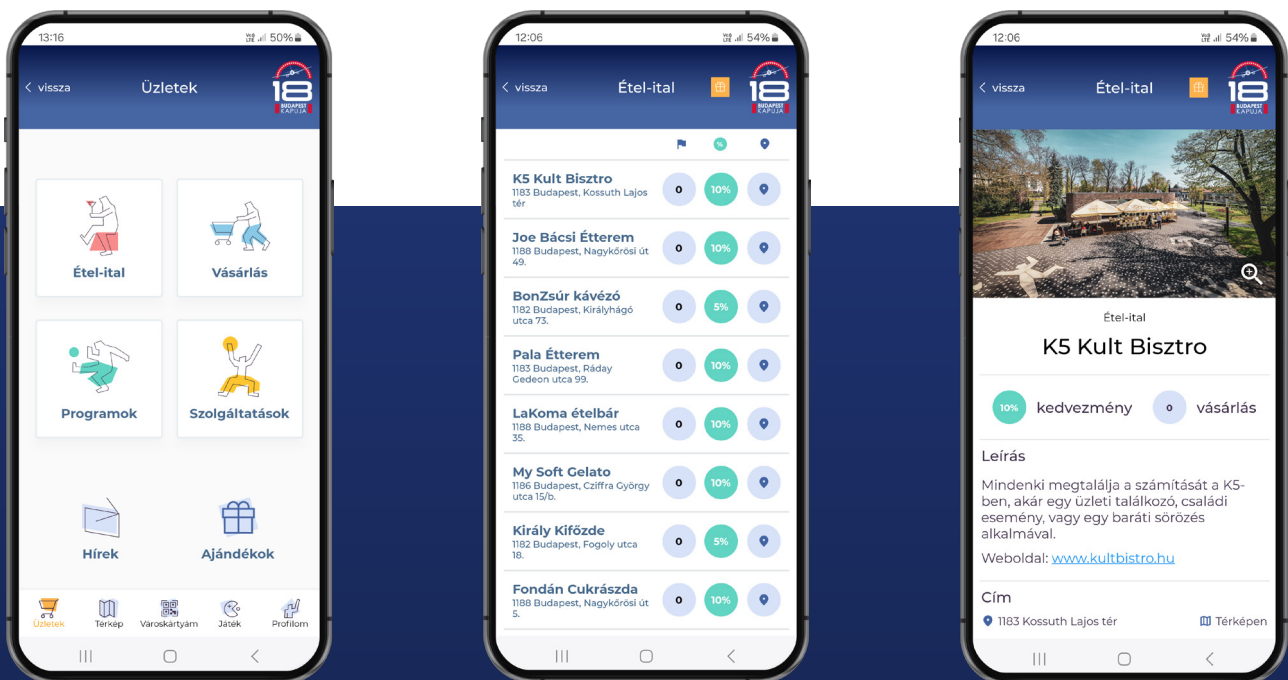 13:16
50%
vissza
Üzletek
18
BUDAPEST
KAPUJA
Étel-ital
Vásárlás
Programok
Szolgáltatások
Hírek
Ajándékok
Üzletek
Térkép
Városkártyám
Játék
Profilom
12:06
54%
vissza
Étel-ital
18
BUDAPEST
KAPUJA
%
K5 Kult Bisztro
1183 Budapest, Kossuth Lajos
tér
0
10%
Joe Bácsi Étterem
1188 Budapest, Nagykőrösi út
49.
0
10%
BonZsúr kávézó
1182 Budapest, Királyhágó
utca 73.
0
5%
Pala Étterem
1183 Budapest, Ráday
Gedeon utca 99.
0
10%
LaKoma ételbár
1188 Budapest, Nemes utca
35.
0
10%
My Soft Gelato
1186 Budapest, Cziffra György
utca 15/b.
0
10%
Király Kifőzde
1182 Budapest, Fogoly utca
18.
0
5%
Fondán Cukrászda
1188 Budapest, Nagykőrösi út
5.
0
10%
12:06
54%
vissza
Étel-ital
18
BUDAPEST
KAPUJA
Étel-ital
K5 Kult Bisztro
10% kedvezmény 0 vásárlás
Leírás
Mindenki megtalálja a számítását a K5-
ben, akár egy üzleti találkozó, családi
esemény, vagy egy baráti sörözés
alkalmával.
Weboldal: www.kultbistro.hu
Cím
1183 Kossuth Lajos tér
Térképen